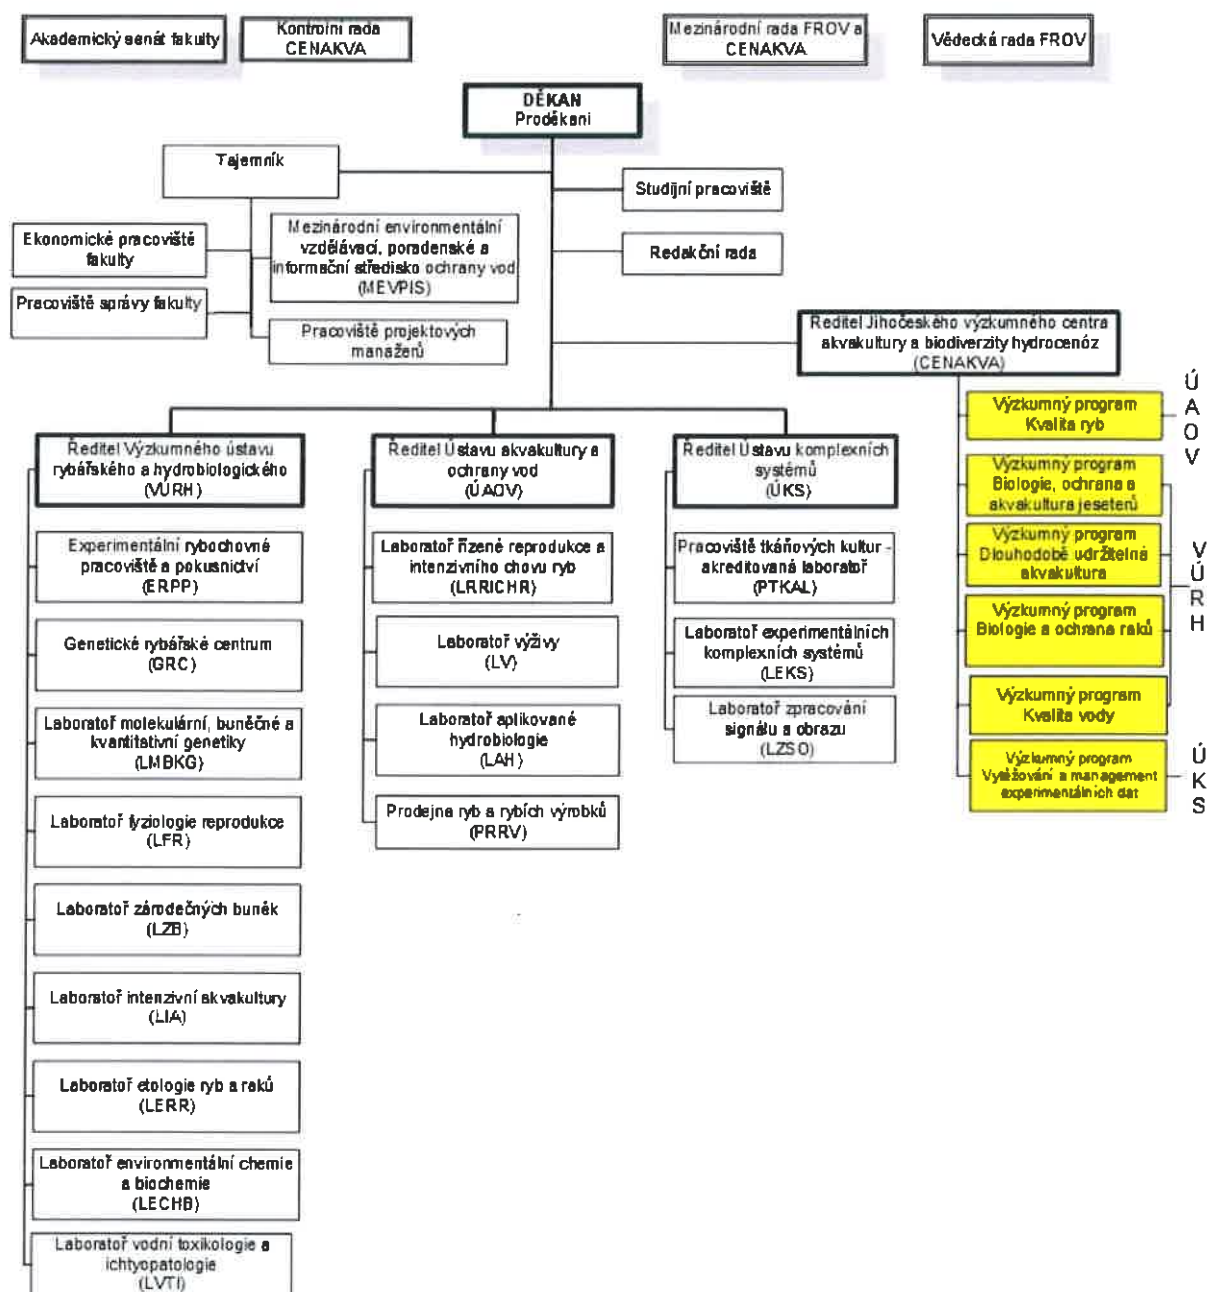 Akademický senát fakulty
Kontrolní rada
CENAKVA
Mezinárodní rada FROV a
CENAKVA
Vědecká rada FROV
DĚKAN
Proděkani
Tajemník
Studijní pracoviště
Ekonomické pracoviště
fakulty
Mezinárodní environmentální
vzdělávací, poradenské a
informační středisko ochrany vod
(MEVPIS)
Redakční rada
Pracoviště správy fakulty
Pracoviště projektových
manažerů
Reditel Jihočeského výzkumného centra
akvakultury a biodiverzity hydrocenóz
(CENAKVA)
Ředitel Výzkumného ústavu
rybářského a hydrobiologického
(VÚRH)
Experimentální rybochovné
pracoviště a pokusnictví
(ERPP)
Genetické rybářské centrum
(GRC)
Laboratoř molekulární, buněčné a
kvantitativní genetiky
(LMBKG)
Laboratoř fyziologie reprodukce
(LFR)
Laboratoř zárodečných buněk
(LZB)
Laboratoř intenzivní akvakultury
(LIA)
Laboratoř etologie ryb a raků
(LERR)
Laboratoř environmentální chemie
a biochemie
(LECHB)
Laboratoř vodní toxikologie a
ichtyopatologie
(LVTI)
Ředitel Ústavu akvakultury a
ochrany vod
(ÚAOV)
Laboratoř řízené reprodukce a
intenzivního chovu ryb
(LRRICHR)
Laboratoř výživy
(LV)
Laboratoř aplikované
hydrobiologie
(LAH)
Prodejna ryb a rybích výrobků
(PRRV)
Ředitel Ústavu komplexních
systémů
(ÚKS)
Pracoviště tkáňových kultur -
akreditovaná laboratoř
(PTKAL)
Laboratoř experimentálních
komplexních systémů
(LEKS)
Laboratoř zpracování
signálu a obrazu
(LZSO)
Výzkumný program
Kvalita ryb
Výzkumný program
Biologie, ochrana a
akvakultura jeseterů
Výzkumný program
Dlouhodobě udržitelná
akvakultura
Výzkumný program
Biologie a ochrana raků
Výzkumný program
Kvalita vody
Výzkumný program
Vytěžování a management
experimentálních dat
ÚAOV
VÚRH
ÚKS